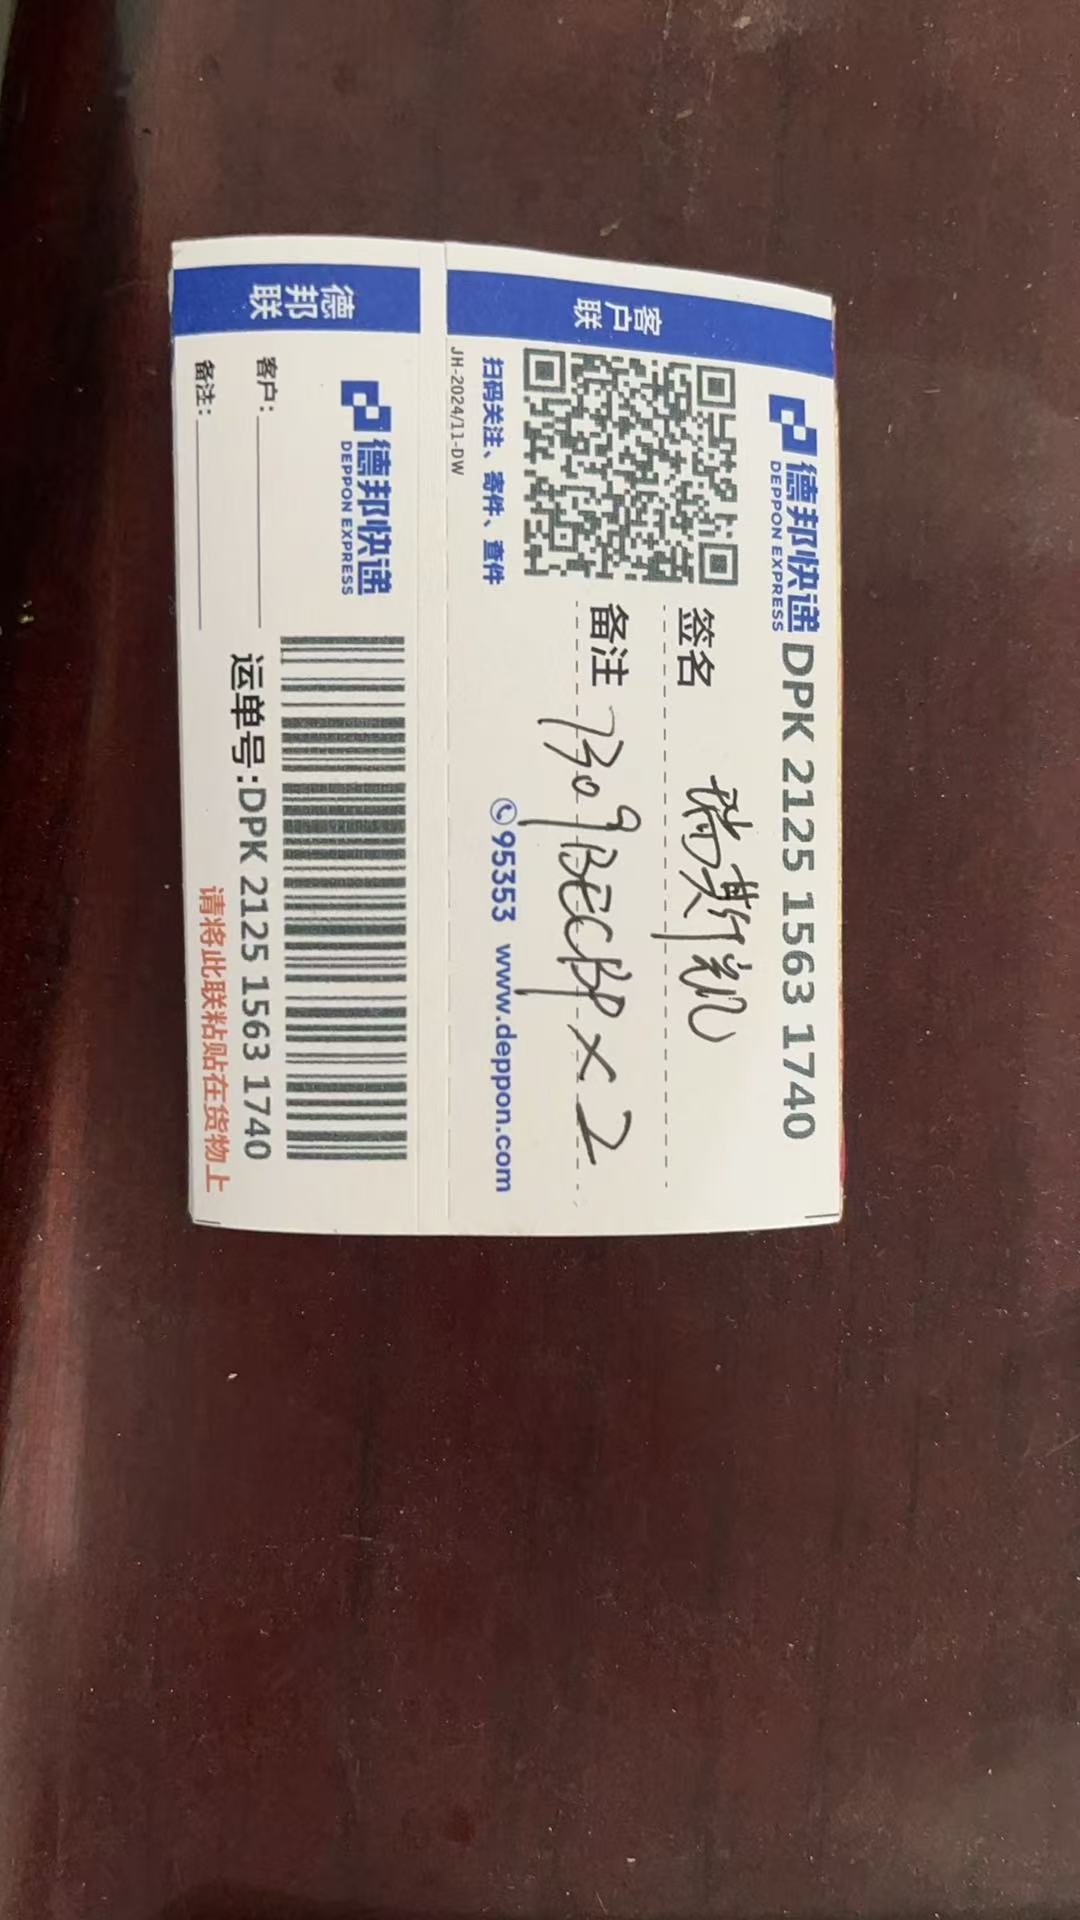 客户联
德邦快递 DPK 2125 1563 1740
DEPPON EXPRESS
签名 瑞斯凯
备注 7309BECBP×2
扫码关注、寄件、查件
95353 www.deppon.com
JH-2024/11-DW
德邦联
德邦快递
DEPPON EXPRESS
客户:
备注:
运单号:DPK 2125 1563 1740
请将此联粘贴在货物上